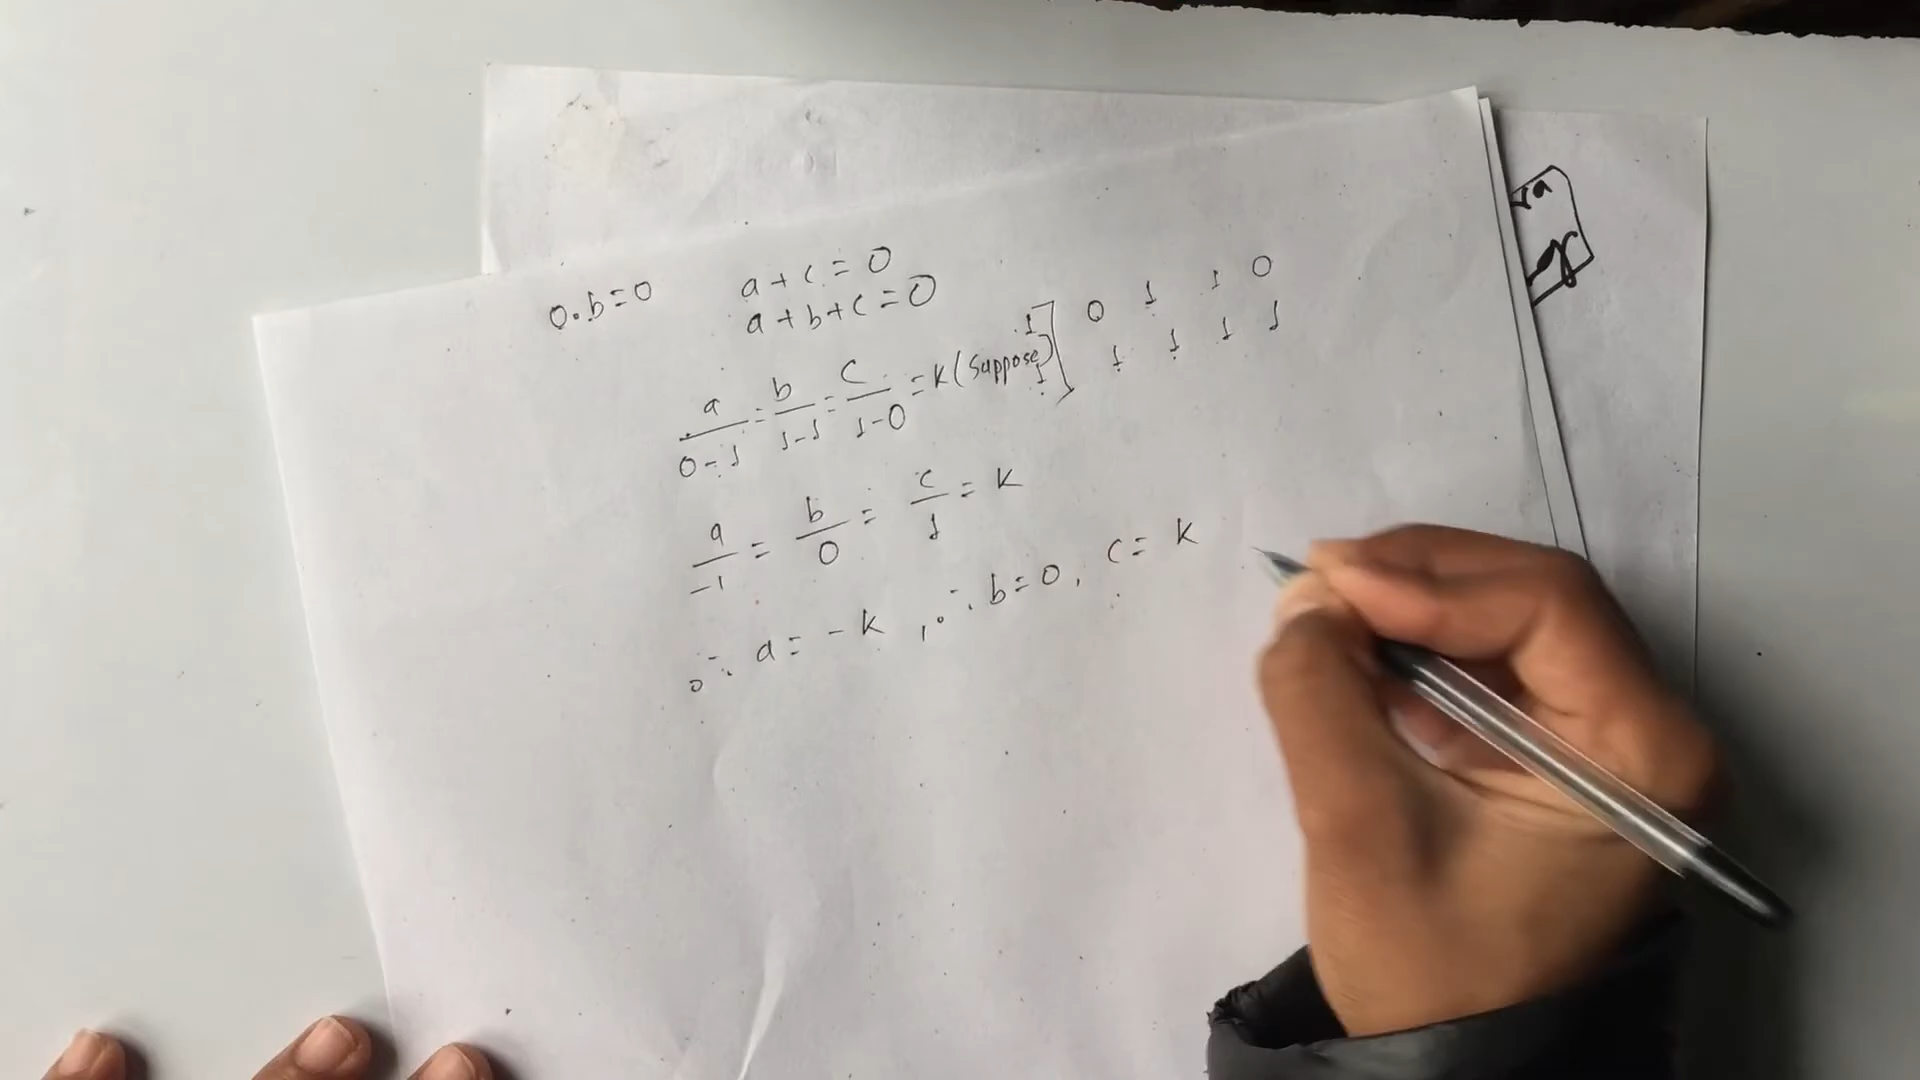 0.b=0 a+c=0
a+b+c=0
1] 0 1 1 0
1] 1 1 1 1
a/(0-1) = b/(1-1) = c/(1-0) = k (Suppose)
a/-1 = b/0 = c/1 = k
∴ a = -k, ∴ b=0, c= k